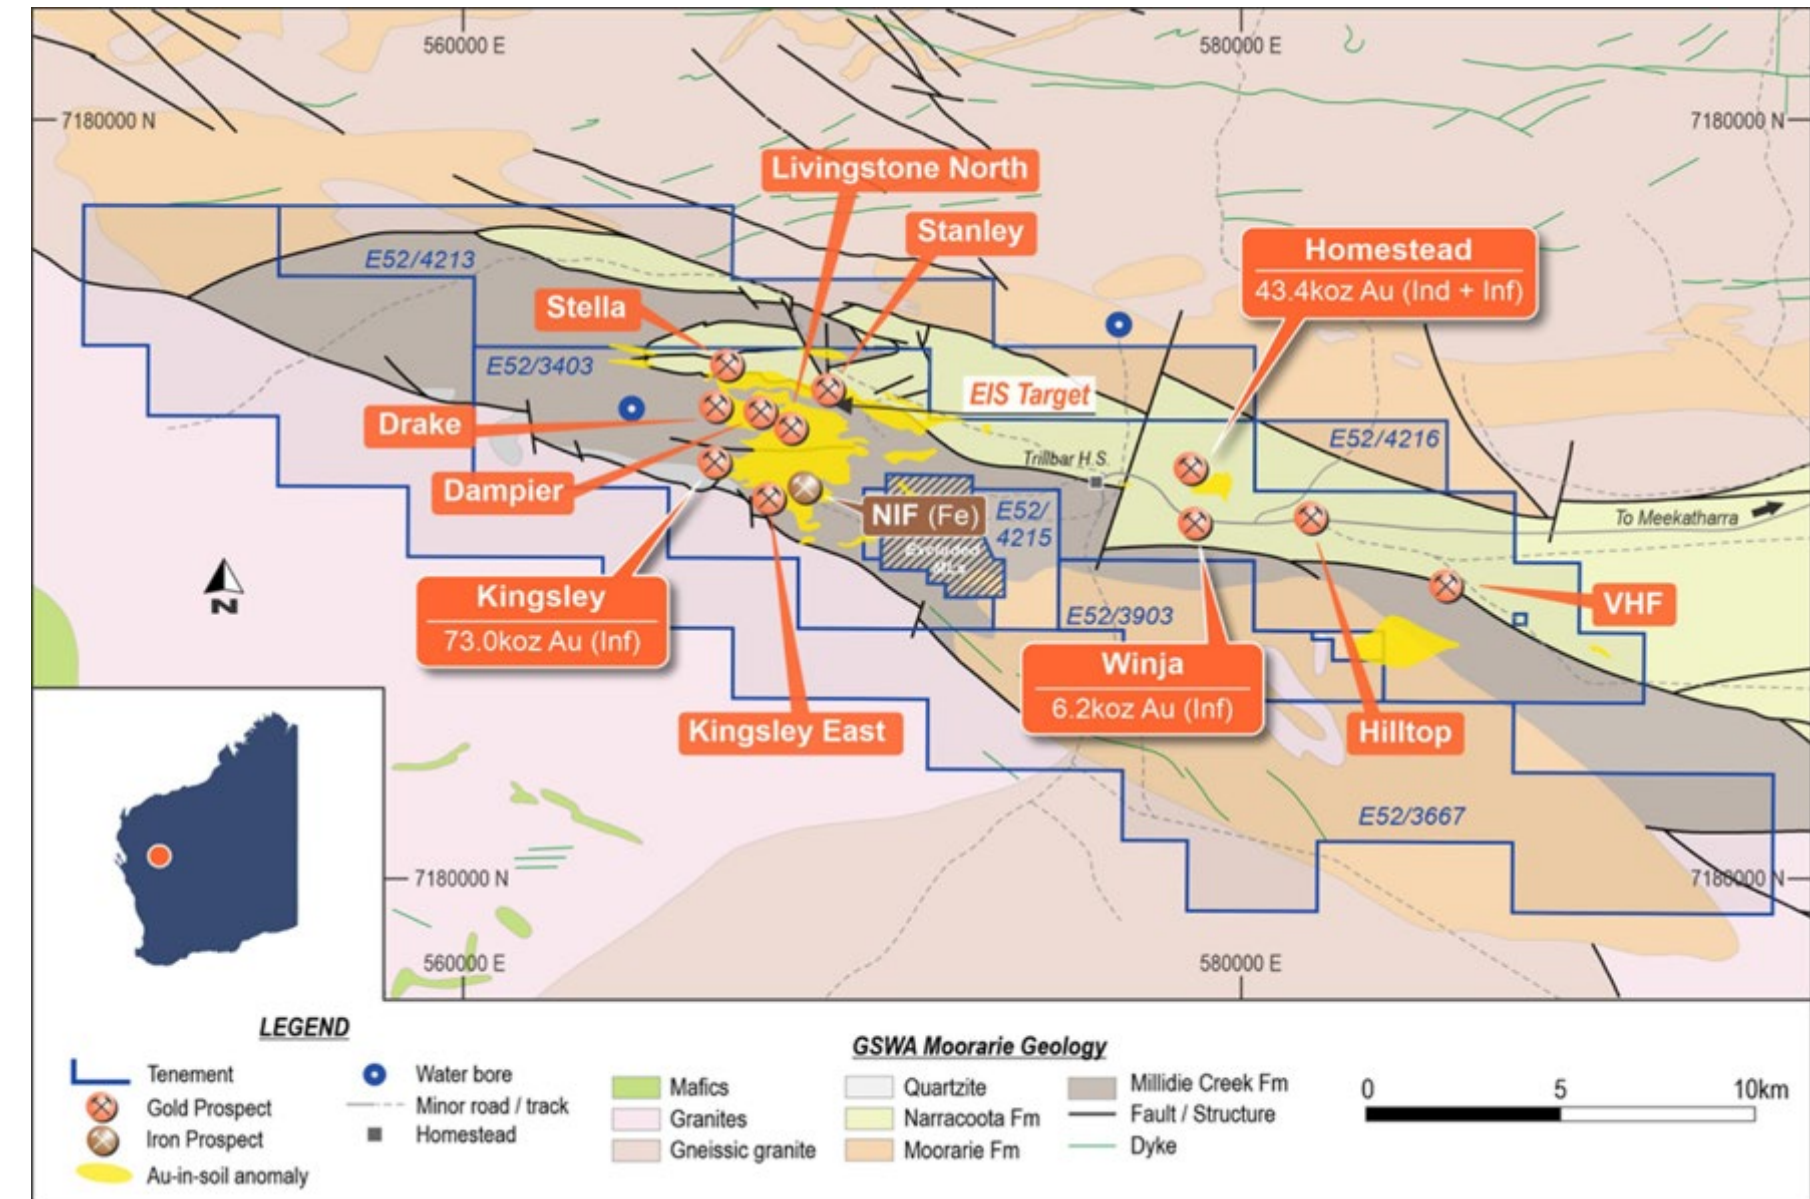 560000 E
580000 E
7180000 N
7180000 N
Livingstone North
Stanley
Homestead
43.4koz Au (Ind + Inf)
E52/4213
Stella
E52/3403
EIS Target
Drake
E52/4216
Trillbar H.S.
Dampier
NIF (Fe)
E52/
4215
To Meekatharra
Excluded
MLs
Kingsley
73.0koz Au (Inf)
E52/3903
VHF
Winja
6.2koz Au (Inf)
Kingsley East
Hilltop
N
E52/3667
7180000 N
7180000 N
560000 E
580000 E
LEGEND
Tenement
Gold Prospect
Iron Prospect
Au-in-soil anomaly
Water bore
Minor road / track
Homestead
GSWA Moorarie Geology
Mafics
Granites
Gneissic granite
Quartzite
Narracoota Fm
Moorarie Fm
Millidie Creek Fm
Fault / Structure
Dyke
0 5 10km